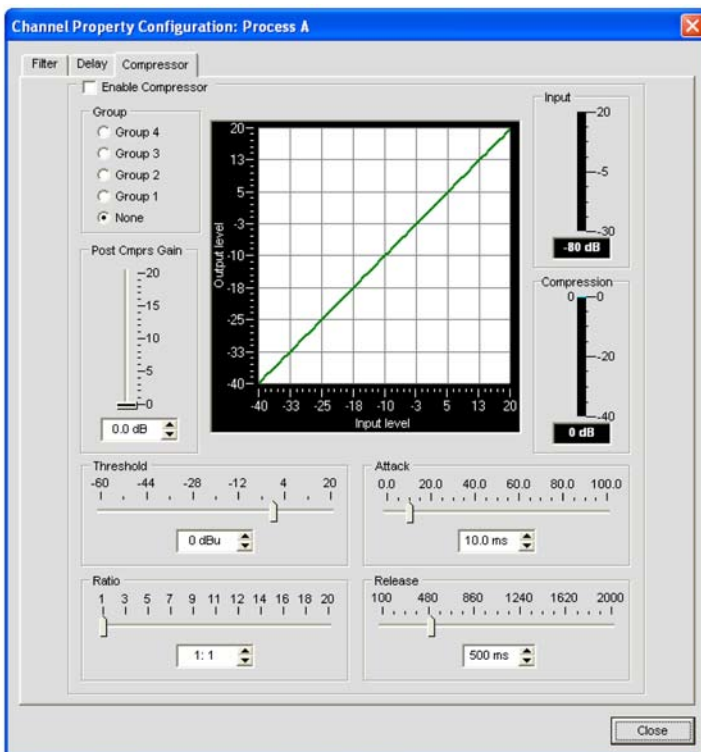 Channel Property Configuration: Process A
Filter Delay Compressor
Enable Compressor
Group
Group 4
Group 3
Group 2
Group 1
None
Post Cmprs Gain
20
15
10
5
0
0.0 dB
Output level
20
13
5
-3
-10
-18
-25
-33
-40
-40 -33 -25 -18 -10 -3 5 13 20
Input level
Input
20
-5
-30
-80 dB
Compression
0 0
-20
-40
0 dB
Threshold
-60 -44 -28 -12 4 20
0 dBu
Attack
0.0 20.0 40.0 60.0 80.0 100.0
10.0 ms
Ratio
1 3 5 7 9 11 12 14 16 18 20
1: 1
Release
100 480 860 1240 1620 2000
500 ms
Close